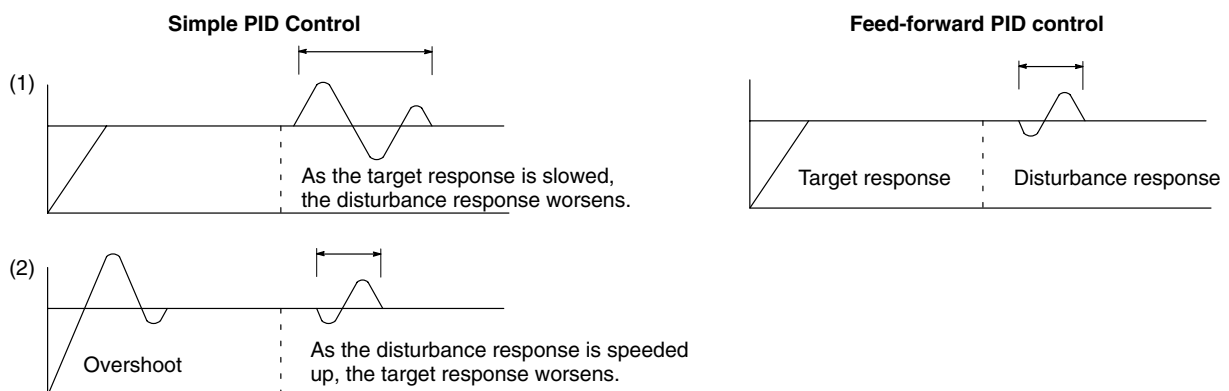 Simple PID Control
(1)
As the target response is slowed,
the disturbance response worsens.
(2)
Overshoot
As the disturbance response is speeded
up, the target response worsens.
Feed-forward PID control
Target response
Disturbance response